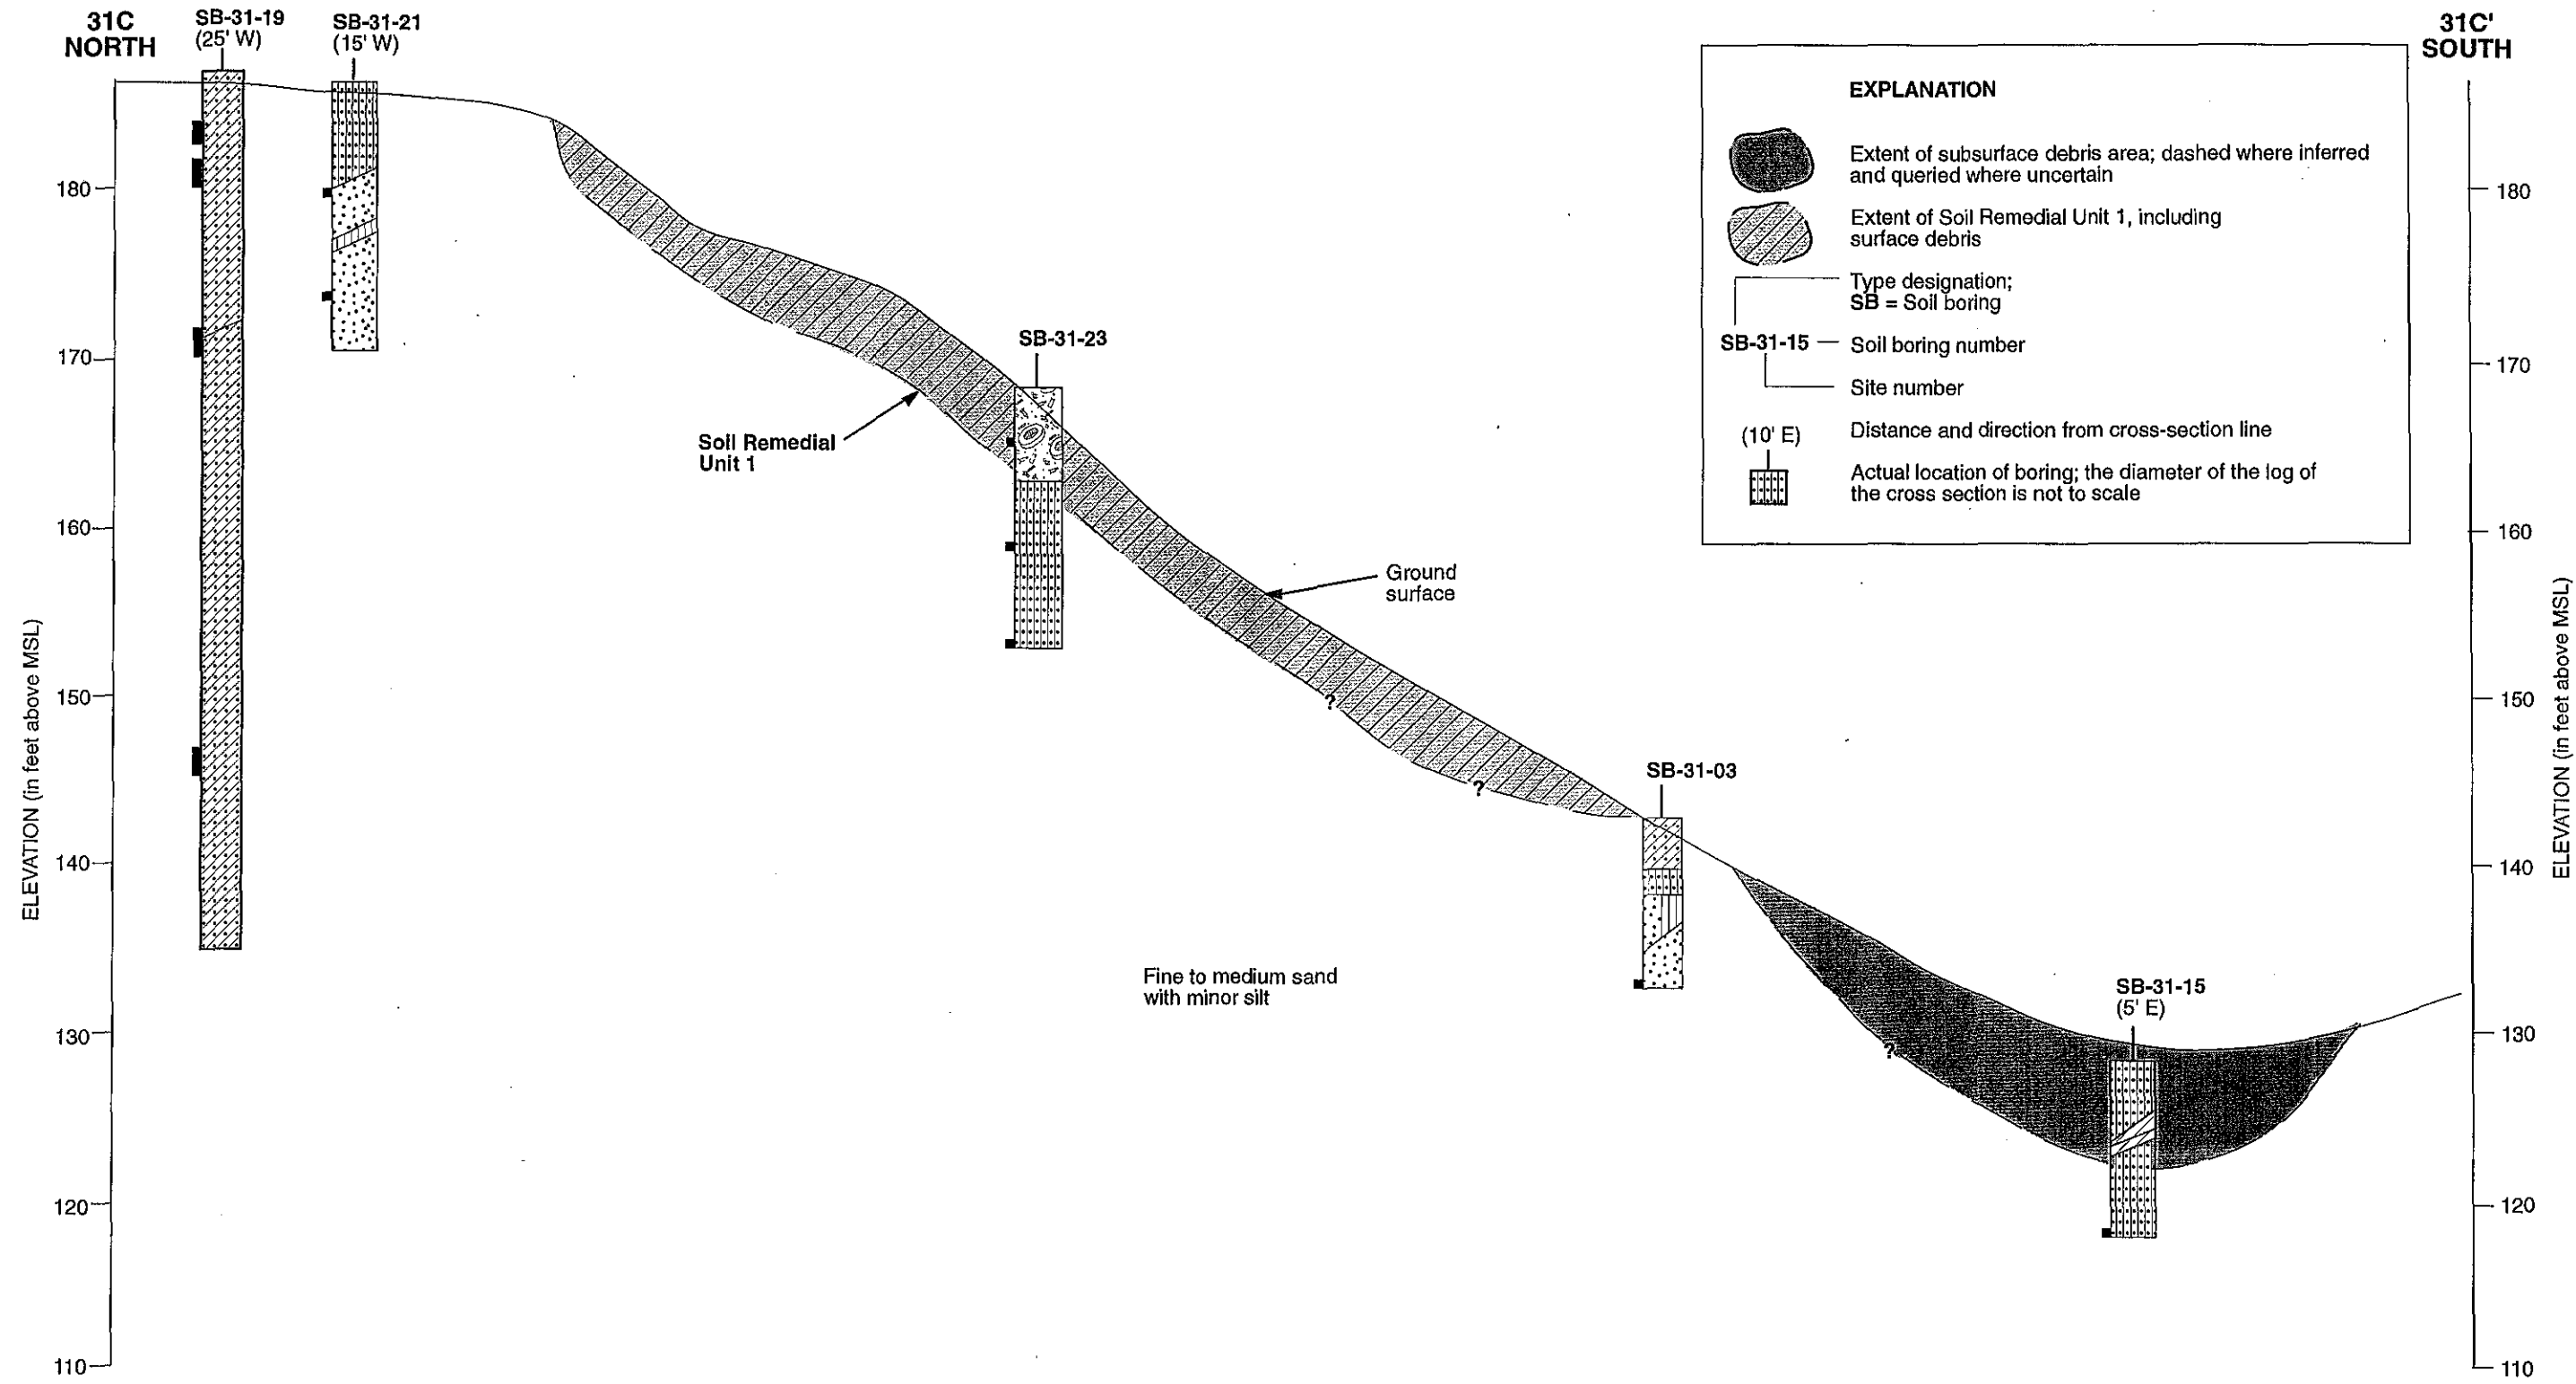 31C
NORTH
SB-31-19
(25' W)
SB-31-21
(15' W)
31C'
SOUTH
EXPLANATION
Extent of subsurface debris area; dashed where inferred
and queried where uncertain
Extent of Soil Remedial Unit 1, including
surface debris
Type designation;
SB = Soil boring
SB-31-15
Soil boring number
Site number
(10' E)
Distance and direction from cross-section line
Actual location of boring; the diameter of the log of
the cross section is not to scale
180
170
160
150
140
130
120
110
ELEVATION (in feet above MSL)
SB-31-23
Soil Remedial
Unit 1
Ground
surface
?
?
SB-31-03
Fine to medium sand
with minor silt
?
SB-31-15
(5' E)
180
170
160
150
140
130
120
110
ELEVATION (in feet above MSL)